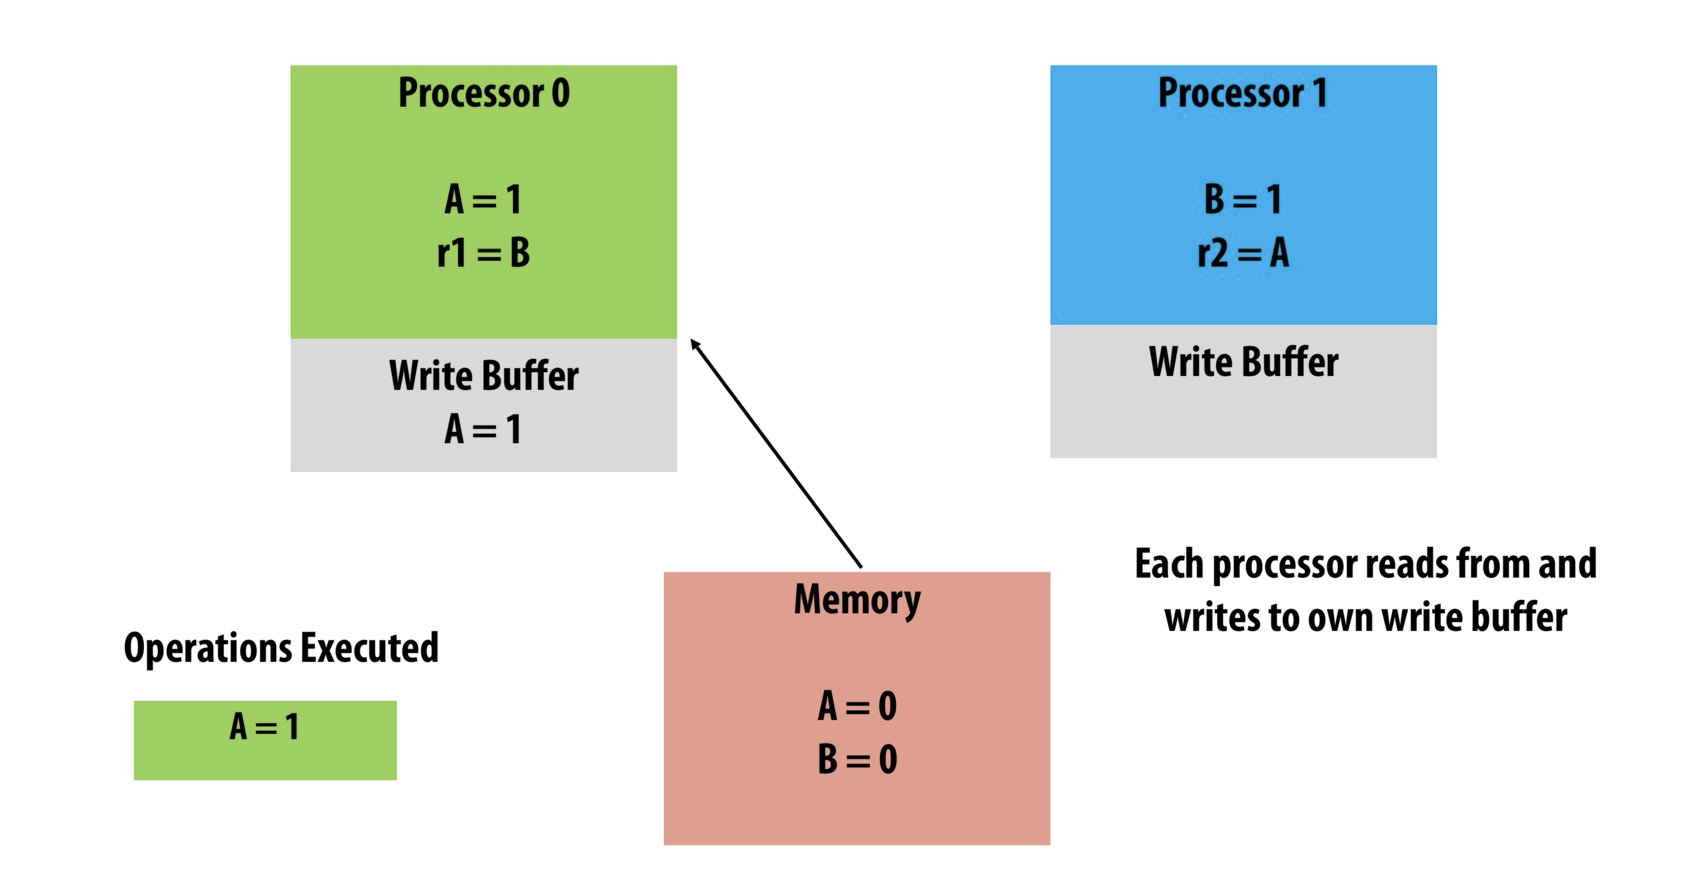 Processor 0
A = 1
r1 = B
Write Buffer
A = 1
Processor 1
B = 1
r2 = A
Write Buffer
Each processor reads from and
writes to own write buffer
Memory
A = 0
B = 0
Operations Executed
A = 1